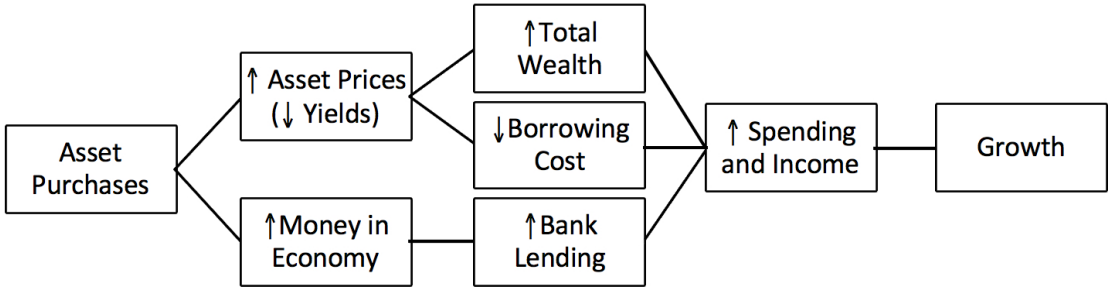 Asset
Purchases
↑ Asset Prices
(↓ Yields)
↑Money in
Economy
↑Total
Wealth
↓Borrowing
Cost
↑Bank
Lending
↑ Spending
and Income
Growth